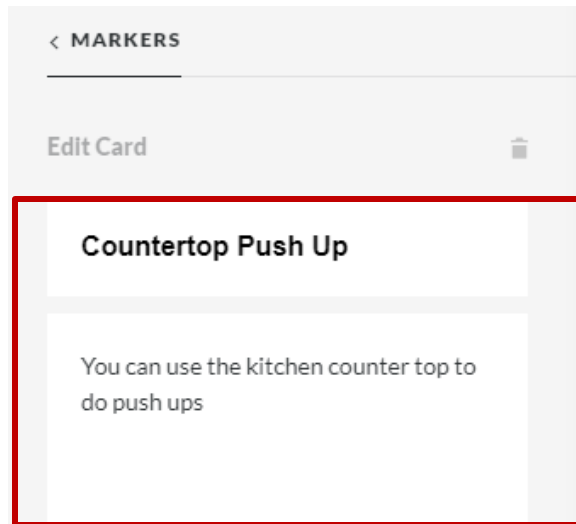 < MARKERS
Edit Card
Countertop Push Up
You can use the kitchen counter top to
do push ups